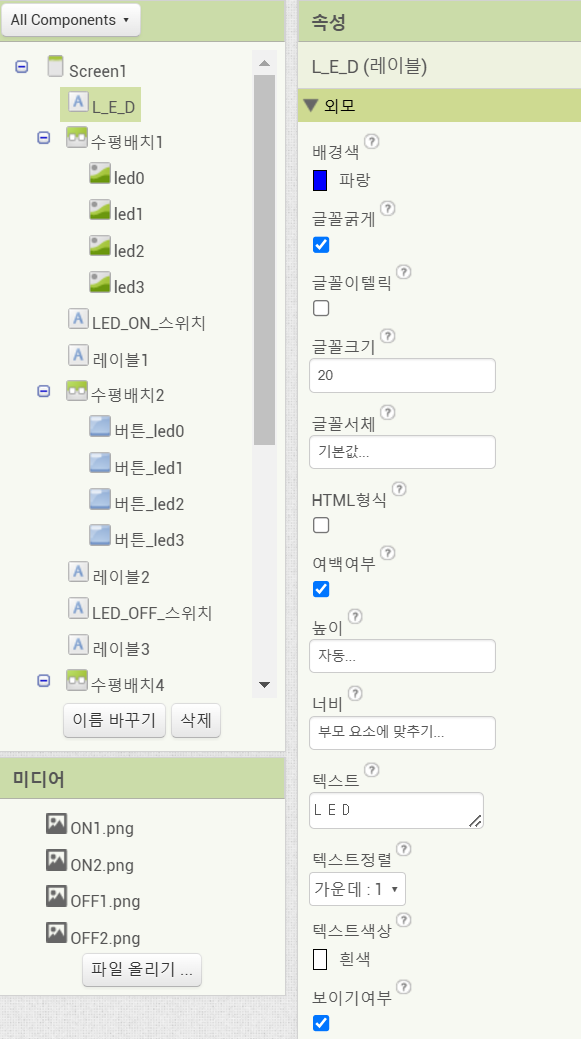 All Components
Screen1
L_E_D
수평배치1
led0
led1
led2
led3
LED_ON_스위치
레이블1
수평배치2
버튼_led0
버튼_led1
버튼_led2
버튼_led3
레이블2
LED_OFF_스위치
레이블3
수평배치4
이름 바꾸기 삭제
미디어
ON1.png
ON2.png
OFF1.png
OFF2.png
파일 올리기 ...
속성
L_E_D (레이블)
외모
배경색 ?
파랑
글꼴굵게 ?
글꼴이텔릭 ?
글꼴크기 ?
20
글꼴서체 ?
기본값...
HTML형식 ?
여백여부 ?
높이 ?
자동...
너비 ?
부모 요소에 맞추기...
텍스트 ?
L E D
텍스트정렬 ?
가운데 : 1
텍스트색상 ?
흰색
보이기여부 ?